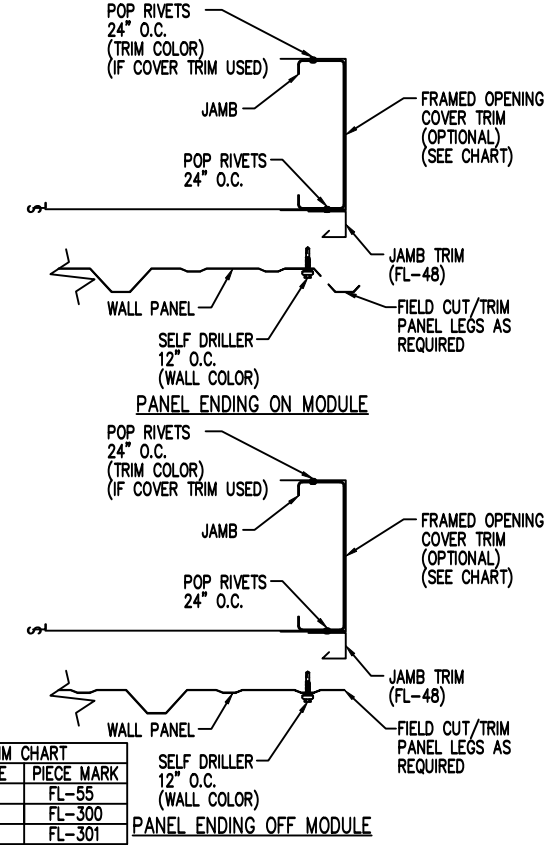 POP RIVETS
24" O.C.
(TRIM COLOR)
(IF COVER TRIM USED)
JAMB
FRAMED OPENING
COVER TRIM
(OPTIONAL)
(SEE CHART)
POP RIVETS
24" O.C.
JAMB TRIM
(FL-48)
WALL PANEL
FIELD CUT/TRIM
PANEL LEGS AS
REQUIRED
SELF DRILLER
12" O.C.
(WALL COLOR)
PANEL ENDING ON MODULE
POP RIVETS
24" O.C.
(TRIM COLOR)
(IF COVER TRIM USED)
JAMB
FRAMED OPENING
COVER TRIM
(OPTIONAL)
(SEE CHART)
POP RIVETS
24" O.C.
JAMB TRIM
(FL-48)
WALL PANEL
FIELD CUT/TRIM
PANEL LEGS AS
REQUIRED
SELF DRILLER
12" O.C.
(WALL COLOR)
CHART
PIECE MARK
FL-55
FL-300
FL-301
PANEL ENDING OFF MODULE